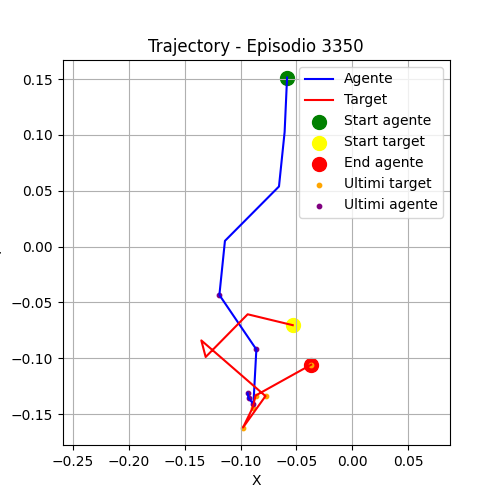 Trajectory - Episodio 3350
Agente
Target
Start agente
Start target
End agente
Ultimi target
Ultimi agente
0.15
0.10
0.05
0.00
−0.05
−0.10
−0.15
−0.25 −0.20 −0.15 −0.10 −0.05 0.00 0.05
X